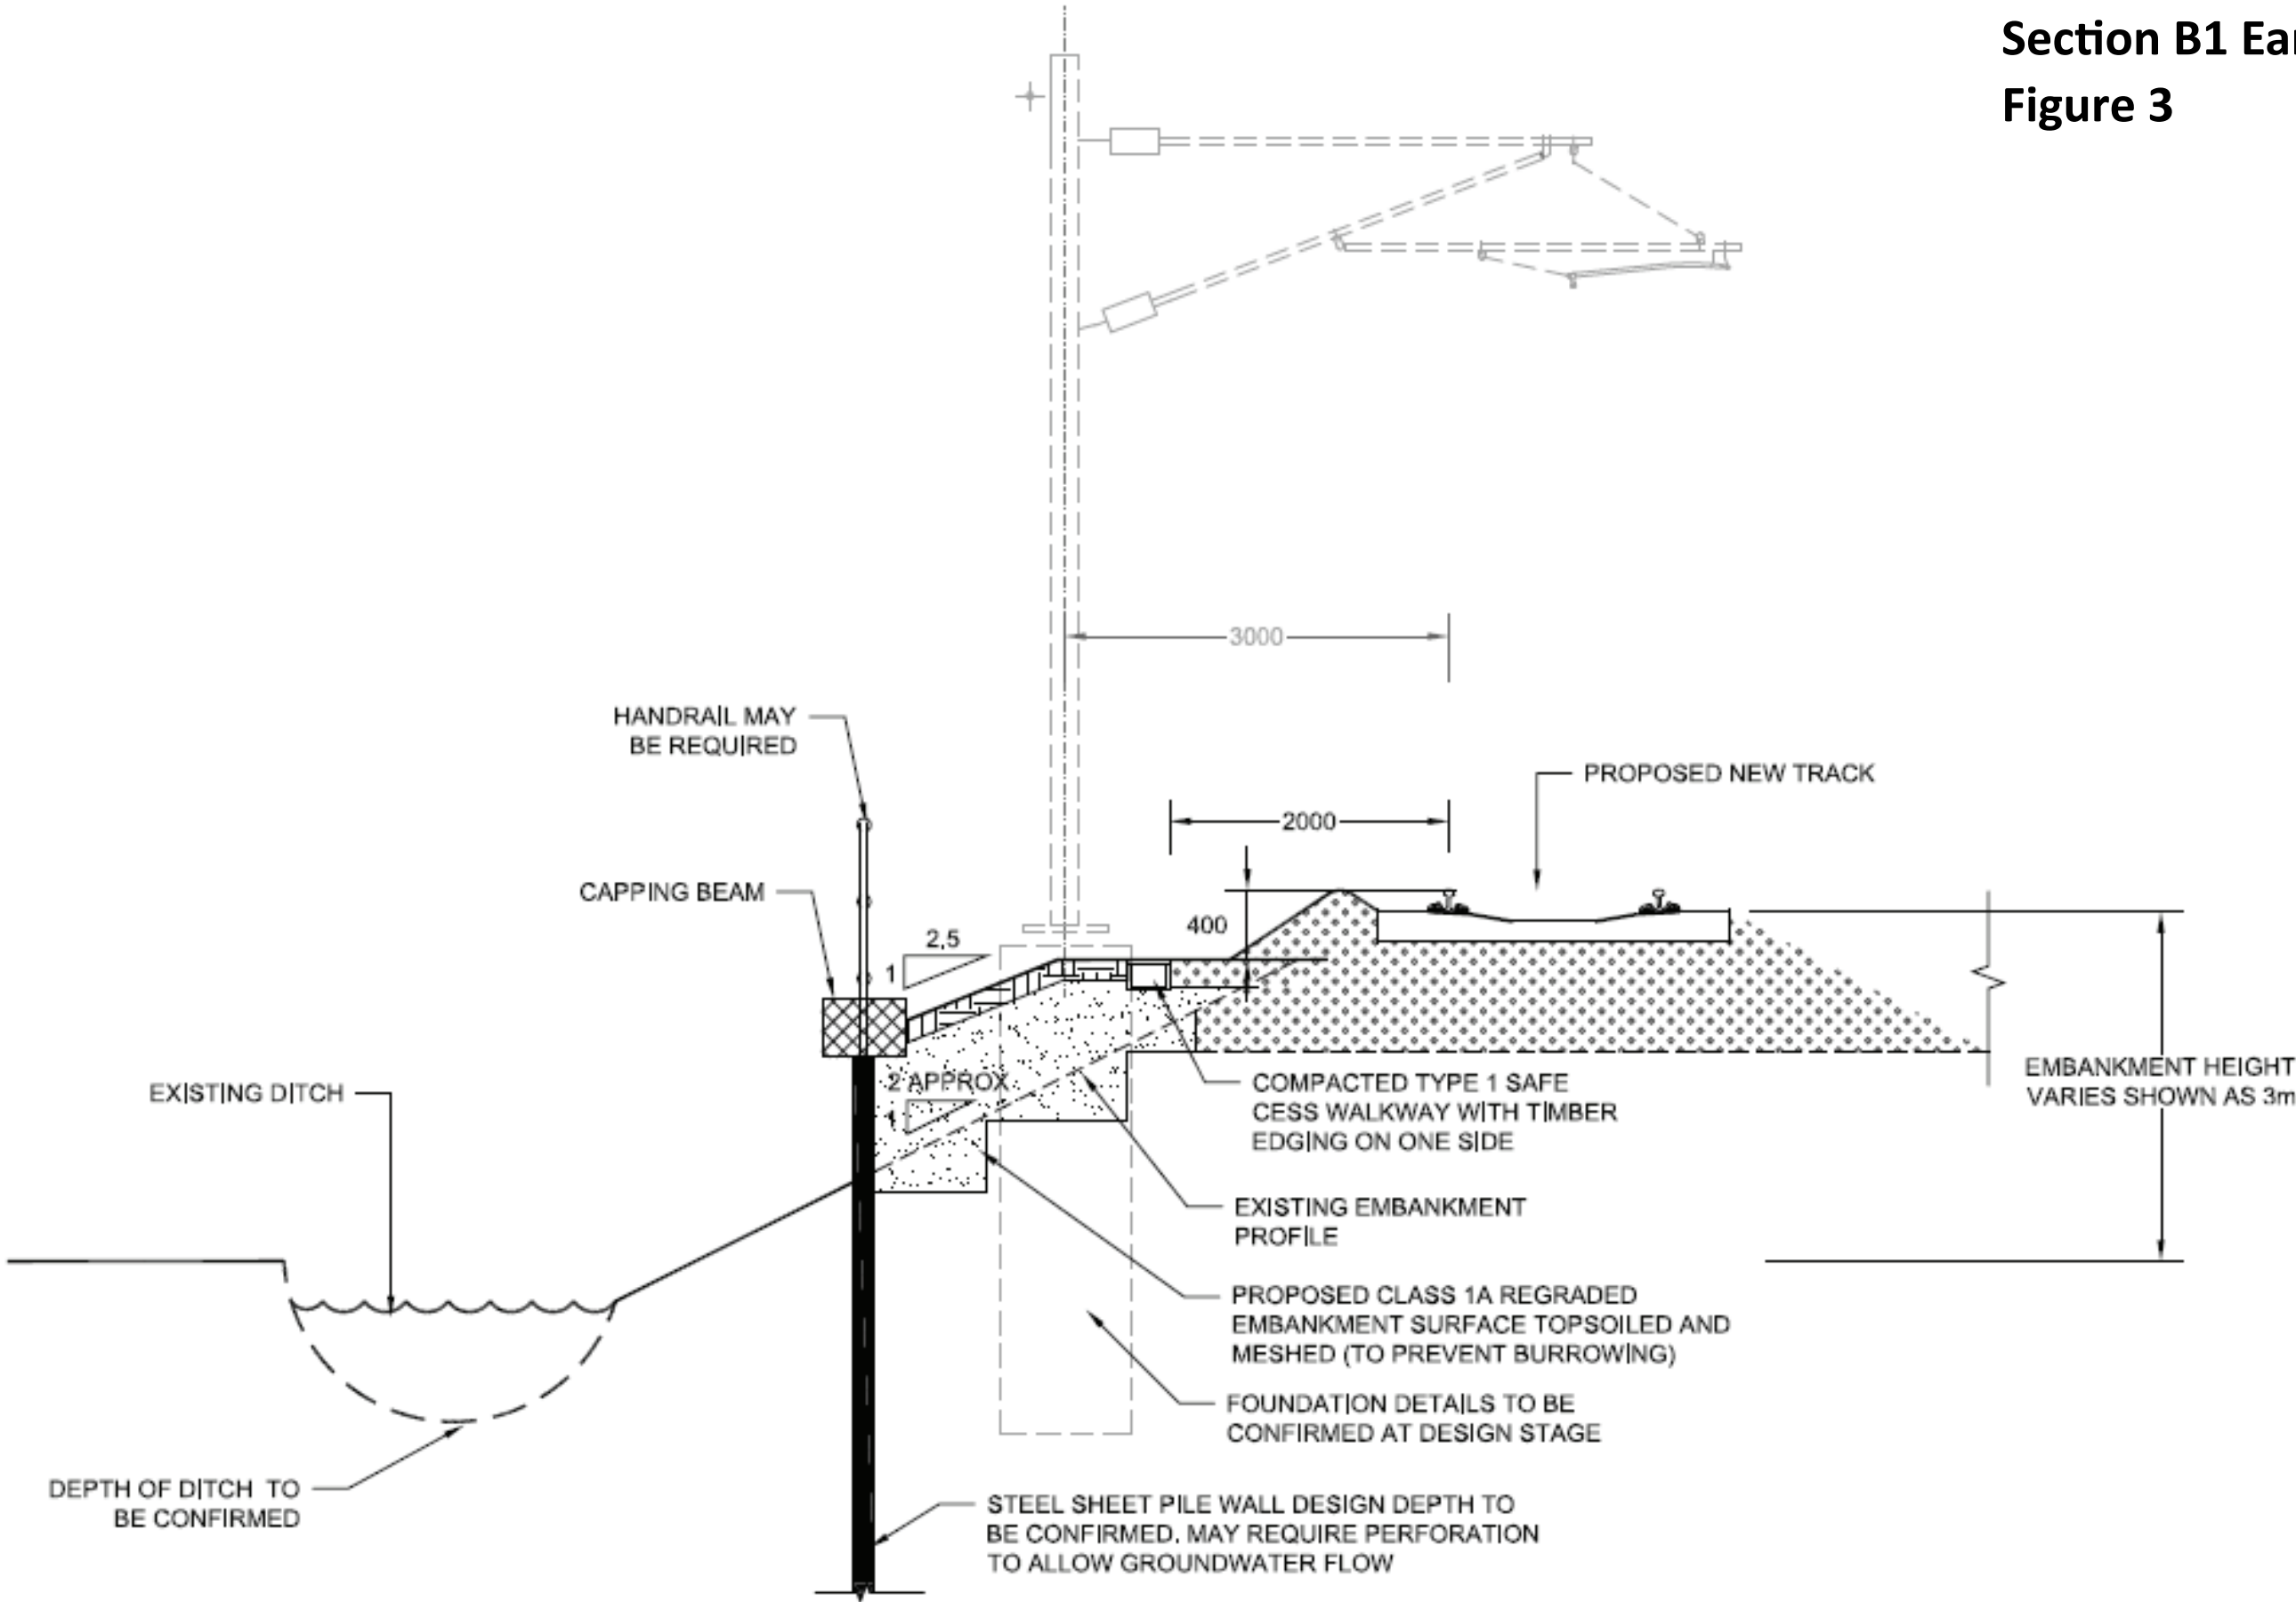 Section B1 Ear
Figure 3
3000
HANDRAIL MAY
BE REQUIRED
PROPOSED NEW TRACK
2000
CAPPING BEAM
400
2.5
1
EMBANKMENT HEIGHT
VARIES SHOWN AS 3m
2 APPROX
1
EXISTING DITCH
COMPACTED TYPE 1 SAFE
CESS WALKWAY WITH TIMBER
EDGING ON ONE SIDE
EXISTING EMBANKMENT
PROFILE
PROPOSED CLASS 1A REGRADED
EMBANKMENT SURFACE TOPSOILED AND
MESHED (TO PREVENT BURROWING)
FOUNDATION DETAILS TO BE
CONFIRMED AT DESIGN STAGE
DEPTH OF DITCH TO
BE CONFIRMED
STEEL SHEET PILE WALL DESIGN DEPTH TO
BE CONFIRMED. MAY REQUIRE PERFORATION
TO ALLOW GROUNDWATER FLOW